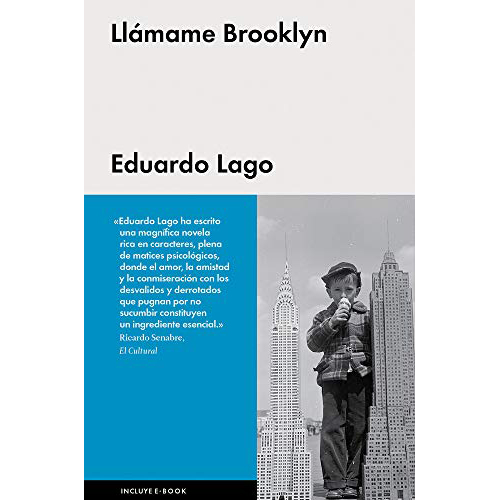 Llámame Brooklyn
Eduardo Lago
«Eduardo Lago ha escrito
una magnífica novela
rica en caracteres, plena
de matices psicológicos,
donde el amor, la amistad
y la conmiseración con los
desvalidos y derrotados
que pugnan por no
sucumbir constituyen
un ingrediente esencial.»
Ricardo Senabre,
El Cultural
INCLUYE E-BOOK